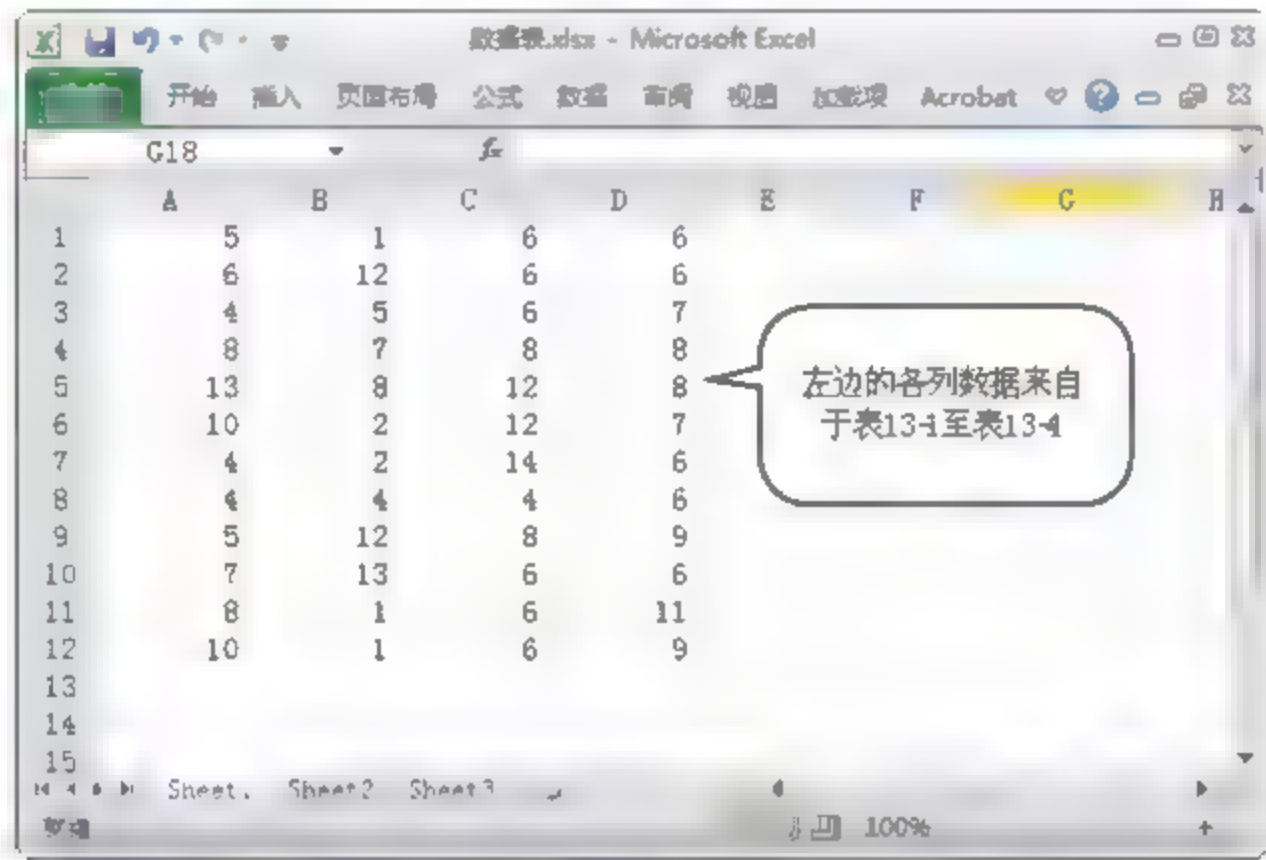 数据表.xlsx - Microsoft Excel
开始 插入 页面布局 公式 数据 审阅 视图 加载项 Acrobat
G18 fx
A B C D E F G H
1 5 1 6 6
2 6 12 6 6
3 4 5 6 7
4 8 7 8 8
5 13 8 12 8
6 10 2 12 7
7 4 2 14 6
8 4 4 4 6
9 5 12 8 9
10 7 13 6 6
11 8 1 6 11
12 10 1 6 9
13
14
15
左边的各列数据来自
于表13-1至表13-4
Sheet1 Sheet2 Sheet3
就绪 100%